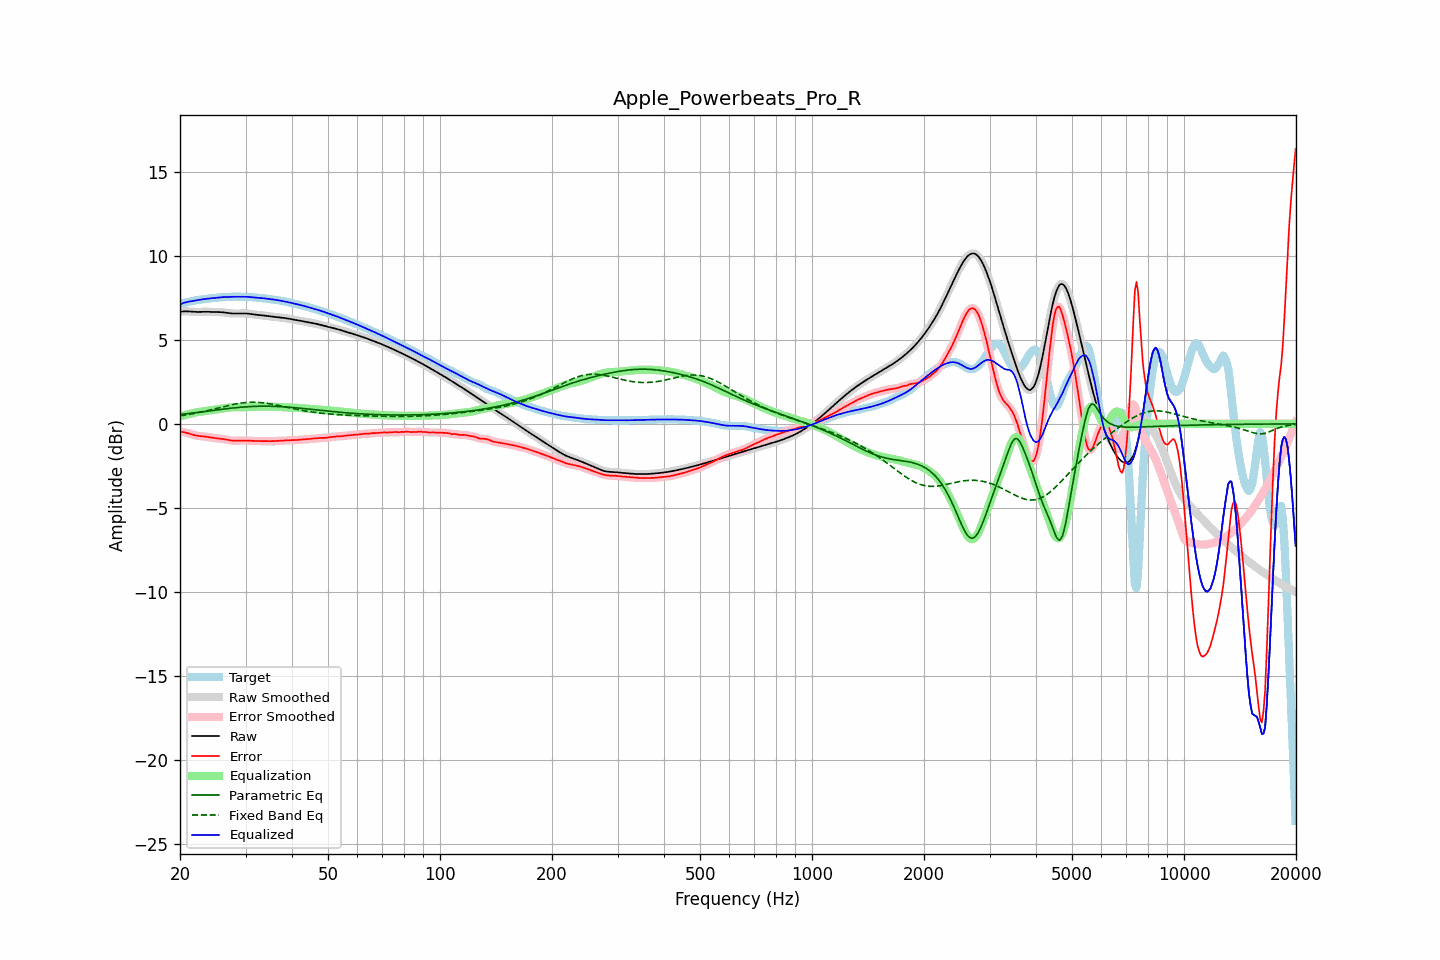 Apple_Powerbeats_Pro_R
15
10
5
0
−5
−10
−15
−20
−25
Amplitude (dBr)
Target
Raw Smoothed
Error Smoothed
Raw
Error
Equalization
Parametric Eq
Fixed Band Eq
Equalized
20 50 100 200 500 1000 2000 5000 10000 20000
Frequency (Hz)